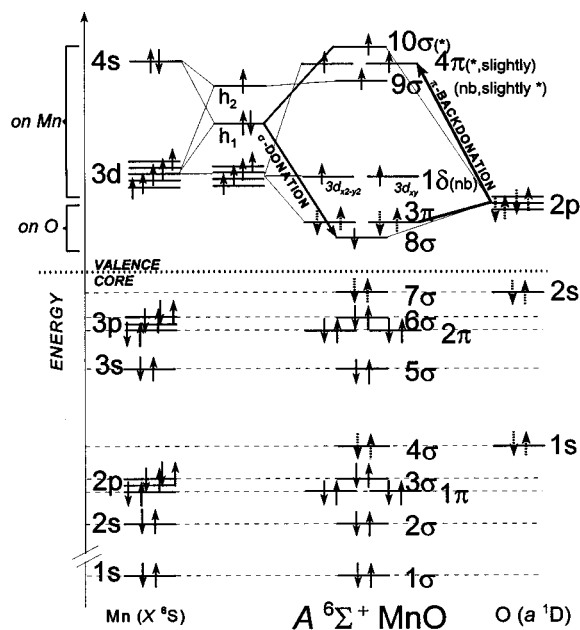 10σ(*)
4s
4π(*,slightly)
9σ (nb,slightly *)
h₂
on Mn
h₁
σ-DONATION
π-BACKDONATION
3d
3dx2-y2
3dxy
1δ(nb)
2p
on O
3π
8σ
VALENCE
CORE
7σ
2s
3p
6σ
2π
ENERGY
3s
5σ
4σ
1s
2p
3σ
1π
2s
2σ
1s
1σ
Mn (X ⁶S)
A ⁶Σ⁺ MnO
O (a ¹D)